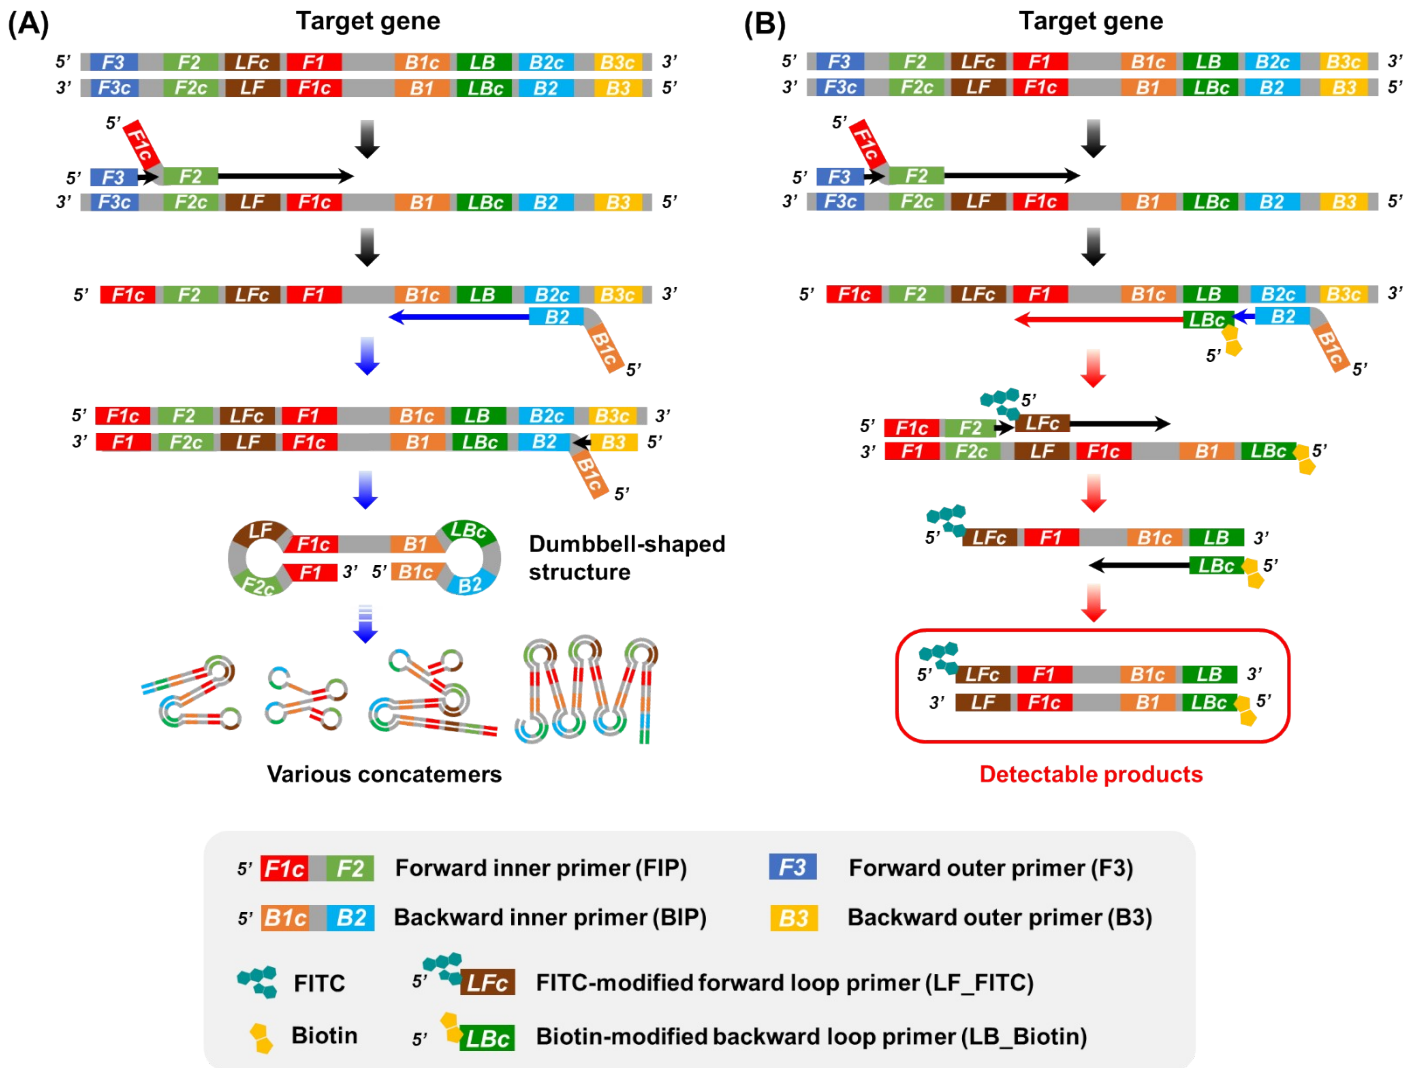 (A)
Target gene
5’ F3 F2 LFc F1 B1c LB B2c B3c 3’
3’ F3c F2c LF F1c B1 LBc B2 B3 5’
5’
F1c
5’ F3 F2
3’ F3c F2c LF F1c B1 LBc B2 B3 5’
5’ F1c F2 LFc F1 B1c LB B2c B3c 3’
B2
B1c
5’
5’ F1c F2 LFc F1 B1c LB B2c B3c 3’
3’ F1 F2c LF F1c B1 LBc B2 B3 5’
B1c
5’
LF LBc
F1c B1
F1 3’ 5’ B1c
F2c B2
Dumbbell-shaped
structure
Various concatemers
(B)
Target gene
5’ F3 F2 LFc F1 B1c LB B2c B3c 3’
3’ F3c F2c LF F1c B1 LBc B2 B3 5’
5’
F1c
5’ F3 F2
3’ F3c F2c LF F1c B1 LBc B2 B3 5’
5’ F1c F2 LFc F1 B1c LB B2c B3c 3’
LBc B2
5’
B1c
5’
5’
5’ F1c F2 LFc
3’ F1 F2c LF F1c B1 LBc 5’
5’ LFc F1 B1c LB 3’
LBc 5’
5’ LFc F1 B1c LB 3’
3’ LF F1c B1 LBc 5’
Detectable products
5’ F1c F2 Forward inner primer (FIP)
F3 Forward outer primer (F3)
5’ B1c B2 Backward inner primer (BIP)
B3 Backward outer primer (B3)
FITC
5’ LFc FITC-modified forward loop primer (LF_FITC)
Biotin
5’ LBc Biotin-modified backward loop primer (LB_Biotin)